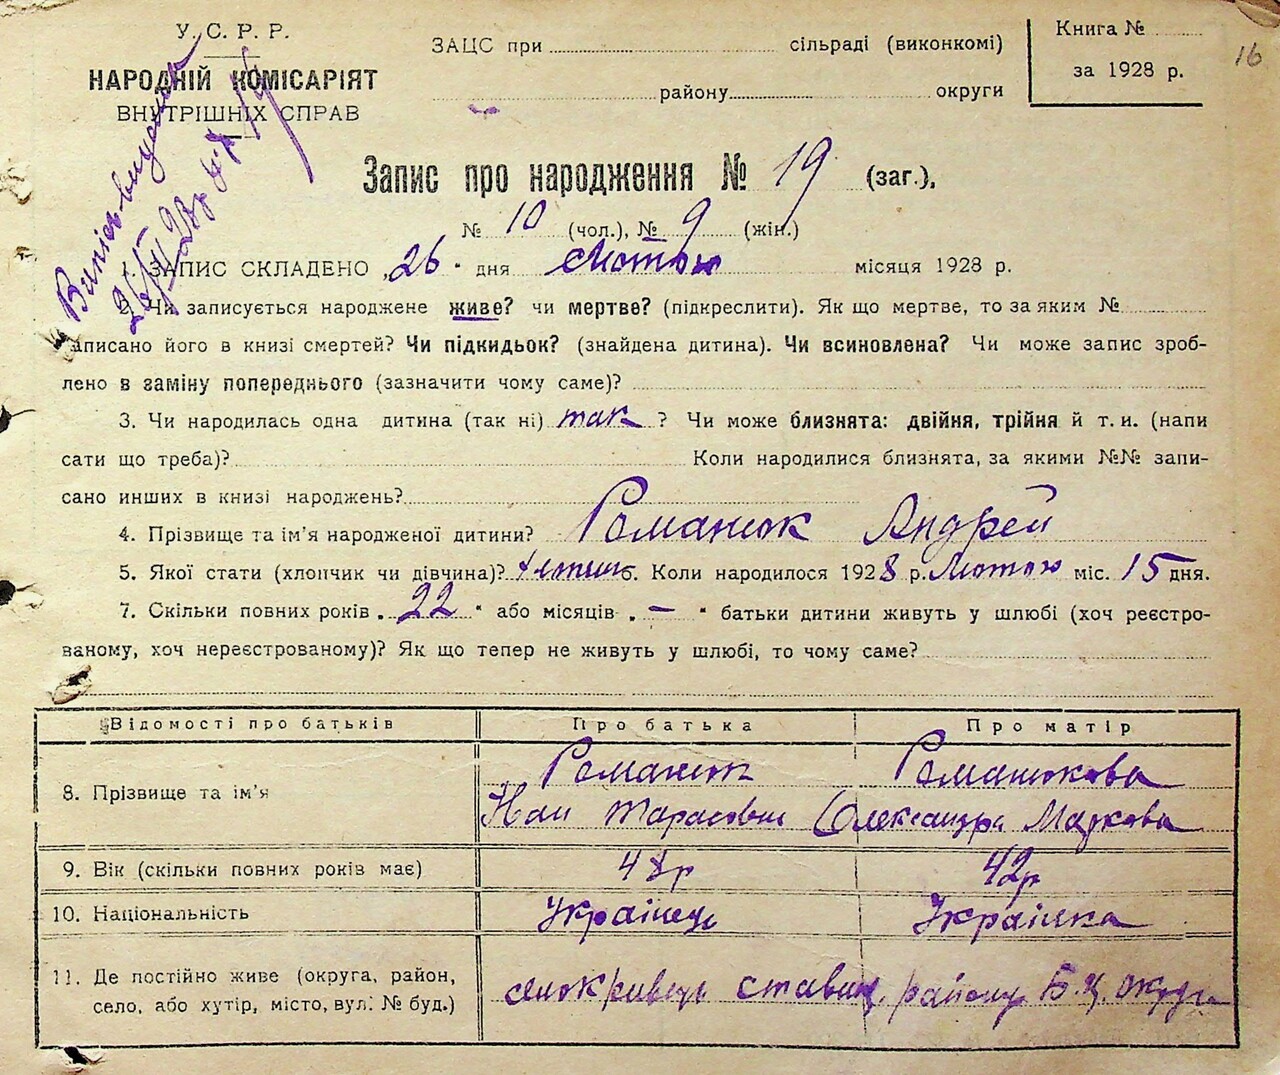 У. С. Р. Р.
НАРОДНІЙ КОМІСАРІЯТ
ВНУТРІШНІХ СПРАВ
ЗАЦС при сільраді (виконкомі)
району округи
Книга №
за 1928 р.
16
Запис про народження № 19 (заг.),
№ 10 (чол.), № 9 (жін.)
ЗАПИС СКЛАДЕНО „26" дня Лютого місяця 1928 р.
Чи записується народжене живе? чи мертве? (підкреслити). Як що мертве, то за яким №
аписано його в книзі смертей? Чи підкидьок? (знайдена дитина). Чи всиновлена? Чи може запис зроб-
лено в заміну попереднього (зазначити чому саме)?
3. Чи народилась одна дитина (так ні) так ? Чи може близнята: двійня, трійня й т. и. (напи
сати що треба)? Коли народилися близнята, за якими №№ запи-
сано инших в книзі народжень?
4. Прізвище та ім'я народженої дитини? Романюк Андрей
5. Якої стати (хлопчик чи дівчина)? б. Коли народилося 1928 р. Лютого міс. 15 дня.
7. Скільки повних років „22" або місяців „—" батьки дитини живуть у шлюбі (хоч реєстро-
ваному, хоч нереєстрованому)? Як що тепер не живуть у шлюбі, то чому саме?
Відомості про батьків Про батька Про матір
8. Прізвище та ім'я Романюк Романюкова
Тарасович Олександра Маркова
9. Вік (скільки повних років має) 48р 42р
10. Національність Українець Українка
11. Де постійно живе (округа, район,
село, або хутір, місто, вул. № буд.) село Кривець ставищ. району Б.Ц. округи